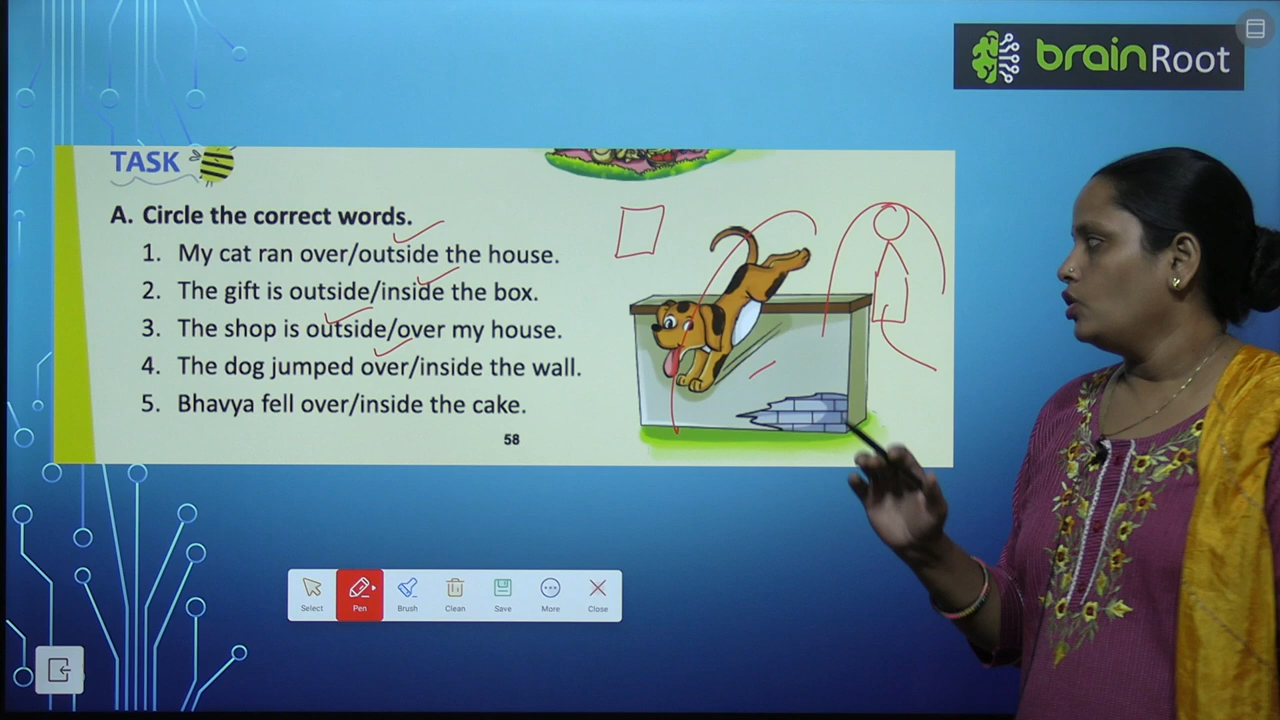 brainRoot
TASK
A. Circle the correct words.
1. My cat ran over/outside the house.
2. The gift is outside/inside the box.
3. The shop is outside/over my house.
4. The dog jumped over/inside the wall.
5. Bhavya fell over/inside the cake.
58
Select Pen Brush Clean Save More Close